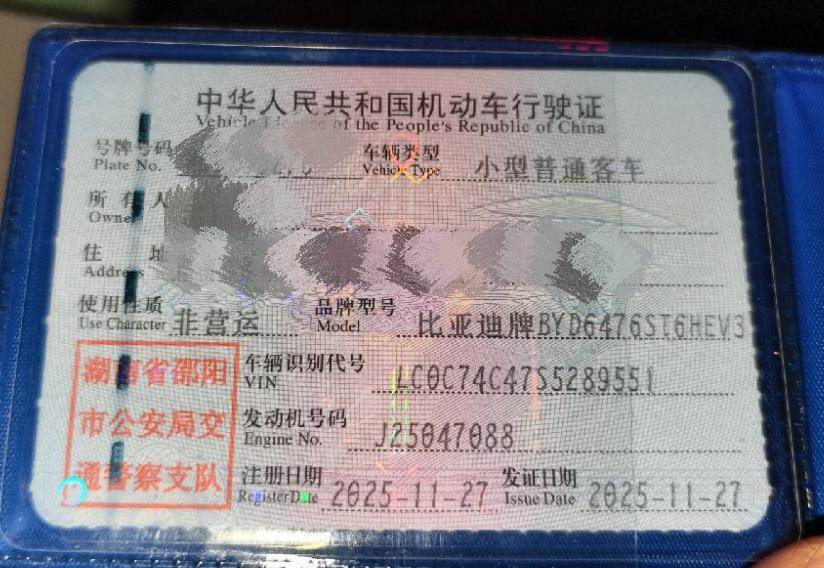 中华人民共和国机动车行驶证
Vehicle License of the People's Republic of China
号牌号码 车辆类型 小型普通客车
Plate No. Vehicle Type
所有人
Owner
住址
Address
使用性质 非营运 品牌型号 比亚迪牌BYD6476ST6HEV3
Use Character Model
湖南省邵阳
市公安局交
通警察支队
车辆识别代号 LC0C74C47S5289551
VIN
发动机号码 J25047088
Engine No.
注册日期 2025-11-27 发证日期 2025-11-27
Register Date Issue Date